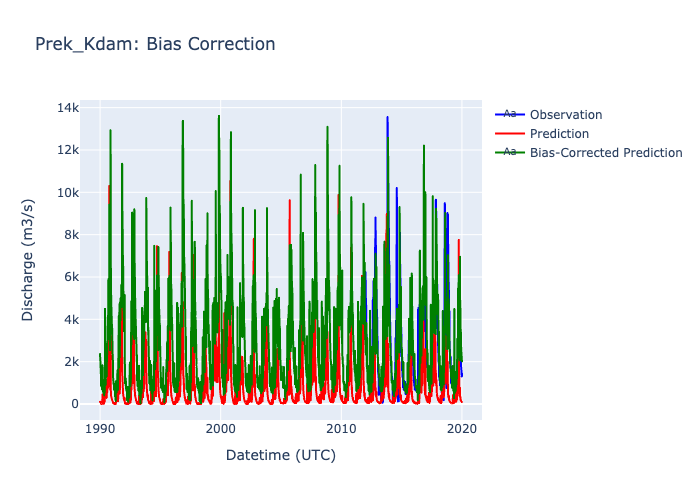 Prek_Kdam: Bias Correction
14k
12k
10k
8k
6k
4k
2k
0
1990
2000
2010
2020
Datetime (UTC)
Discharge (m3/s)
Aa Observation
Prediction
Aa Bias-Corrected Prediction